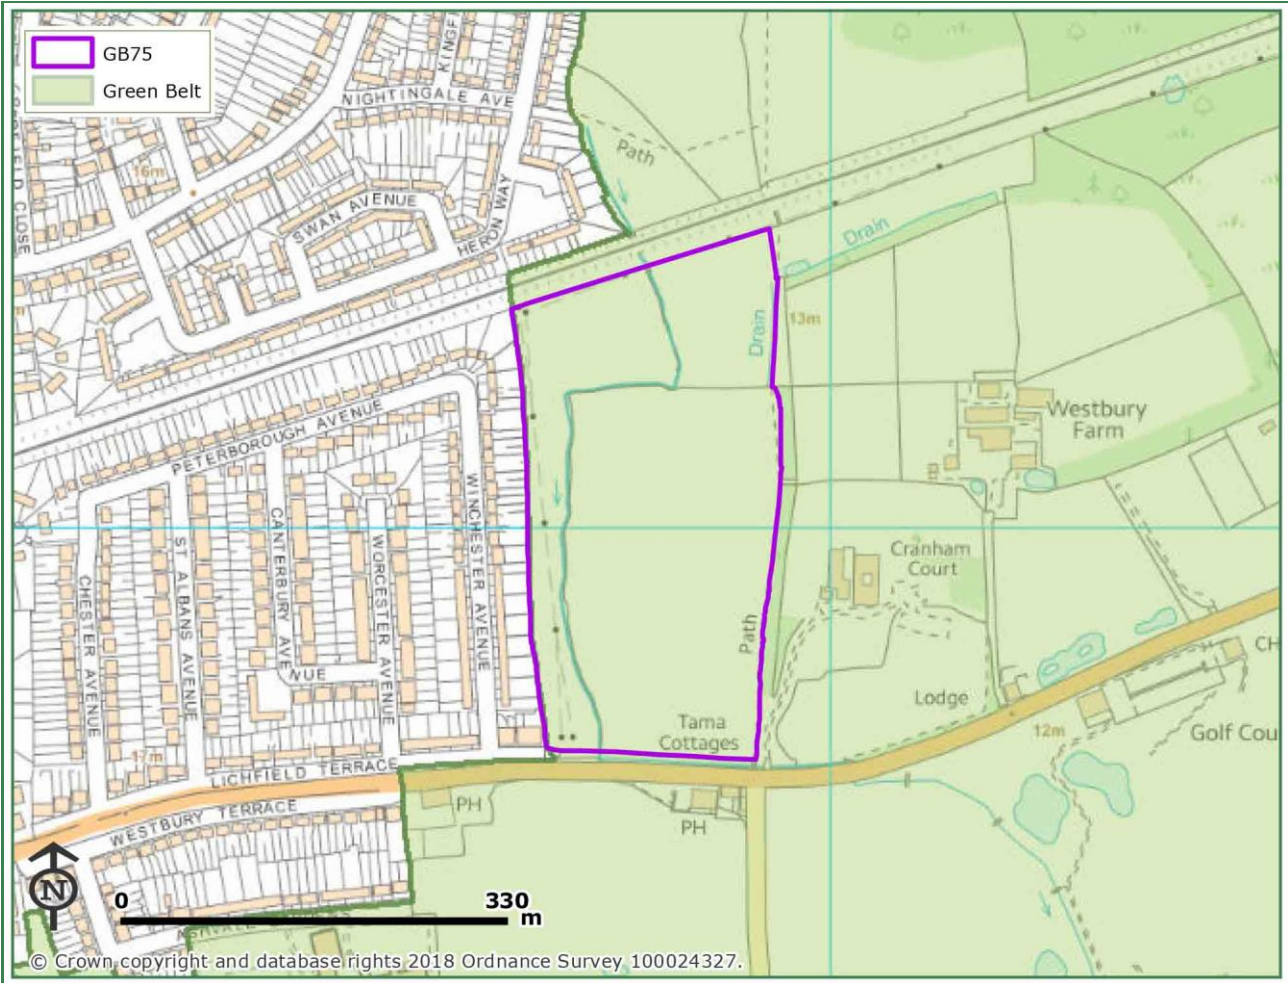 GB75
Green Belt
KINGFI
NIGHTINGALE AVE
Path
16m
CLOSE
SWAN AVENUE
HERON WAY
Drain
Drain
13m
PETERBOROUGH AVENUE
Westbury
Farm
WINCHESTER AVENUE
CANTERBURY AVE
NUE
WORCESTER AVENUE
ST ALBANS AVENUE
CHESTER AVENUE
Cranham
Court
Path
Lodge
Tama
Cottages
CH
Golf Cou
12m
17m
LICHFIELD TERRACE
WESTBURY TERRACE
PH
PH
N
0
330
m
© Crown copyright and database rights 2018 Ordnance Survey 100024327.